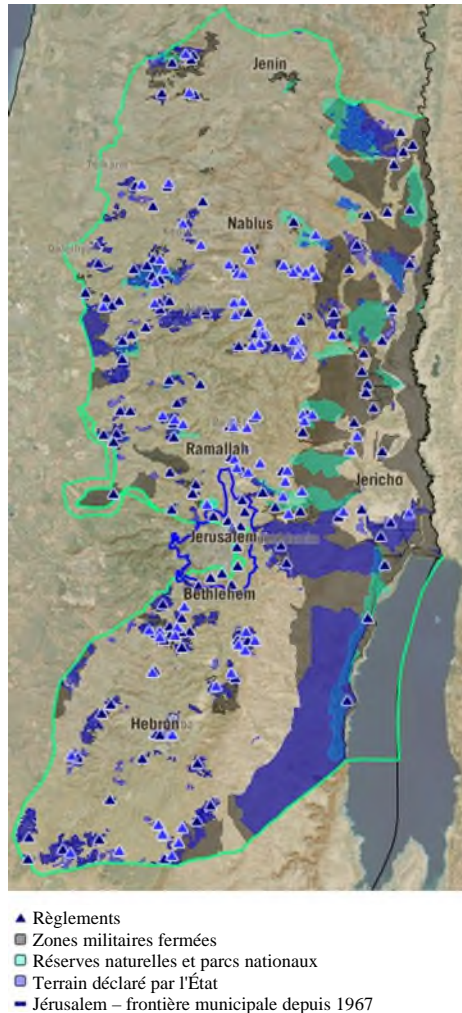 Jenin
Nablus
Ramallah
Jericho
Jerusalem
Bethlehem
Hebron
Règlements
Zones militaires fermées
Réserves naturelles et parcs nationaux
Terrain déclaré par l'État
Jérusalem – frontière municipale depuis 1967